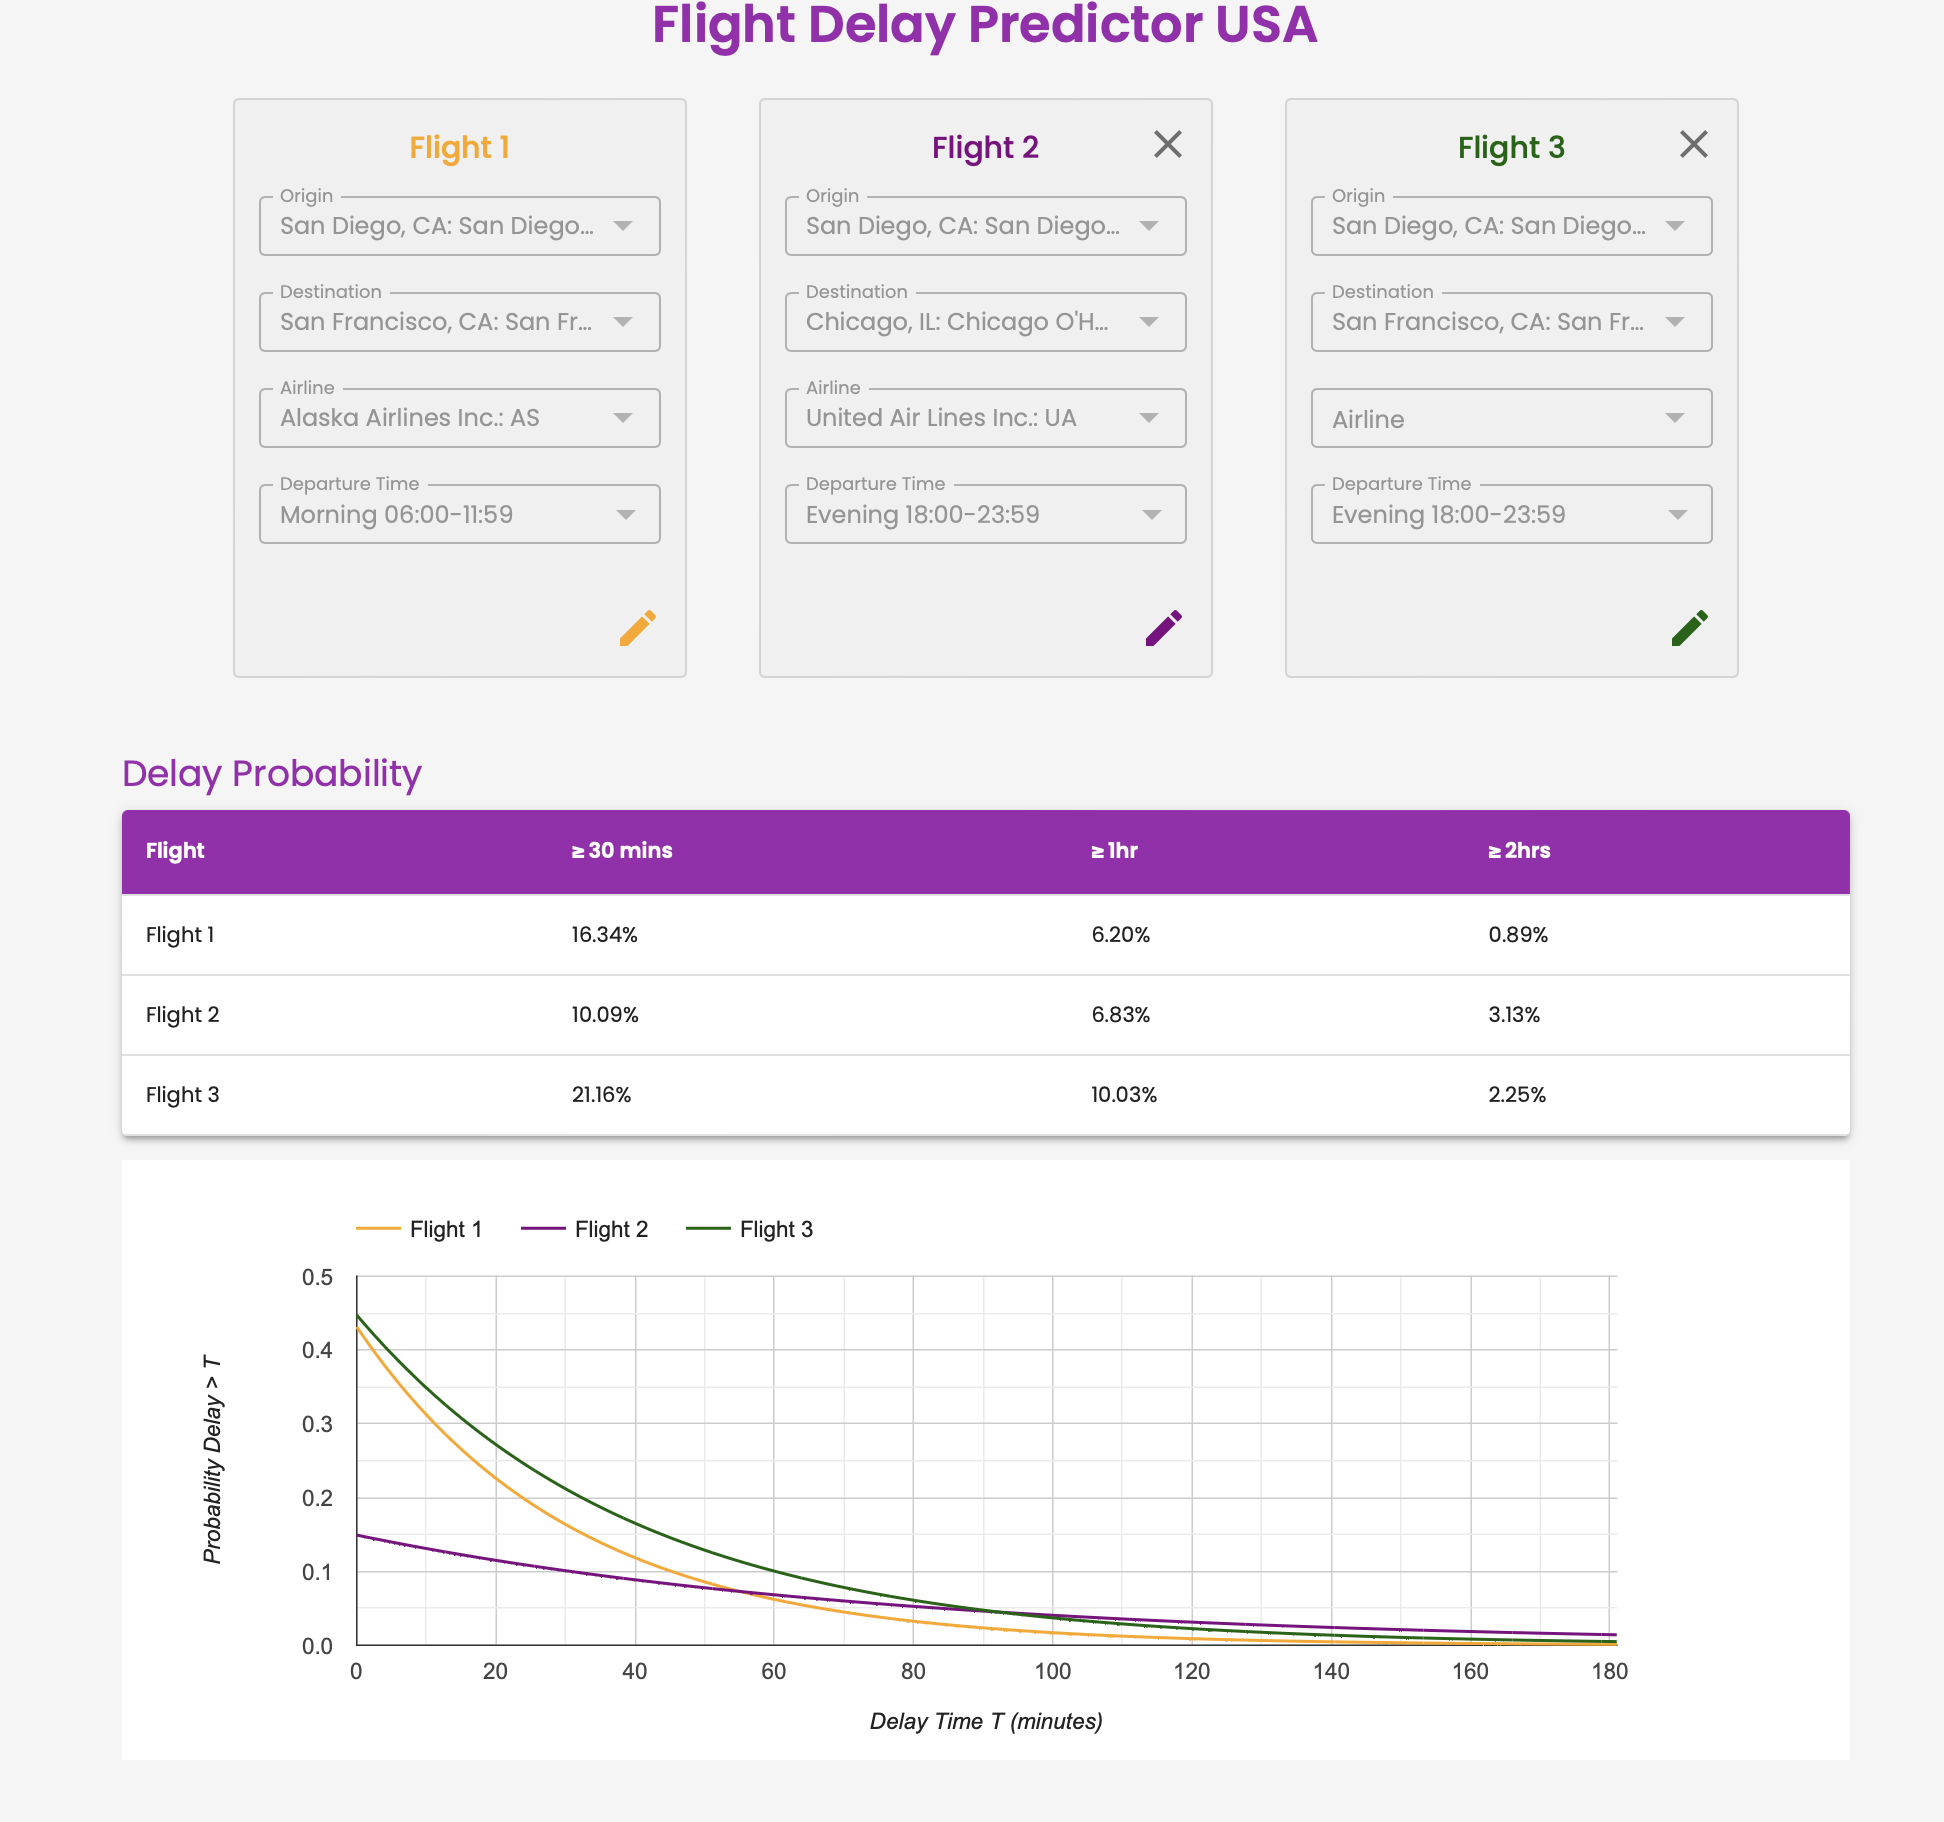 Flight Delay Predictor USA
Flight 1
Origin
San Diego, CA: San Diego...
Destination
San Francisco, CA: San Fr...
Airline
Alaska Airlines Inc.: AS
Departure Time
Morning 06:00-11:59
Flight 2
Origin
San Diego, CA: San Diego...
Destination
Chicago, IL: Chicago O'H...
Airline
United Air Lines Inc.: UA
Departure Time
Evening 18:00-23:59
Flight 3
Origin
San Diego, CA: San Diego...
Destination
San Francisco, CA: San Fr...
Airline
Departure Time
Evening 18:00-23:59
Delay Probability
Flight ≥ 30 mins ≥ 1hr ≥ 2hrs
Flight 1 16.34% 6.20% 0.89%
Flight 2 10.09% 6.83% 3.13%
Flight 3 21.16% 10.03% 2.25%
Flight 1 Flight 2 Flight 3
Probability Delay > T
0.5
0.4
0.3
0.2
0.1
0.0
0 20 40 60 80 100 120 140 160 180
Delay Time T (minutes)